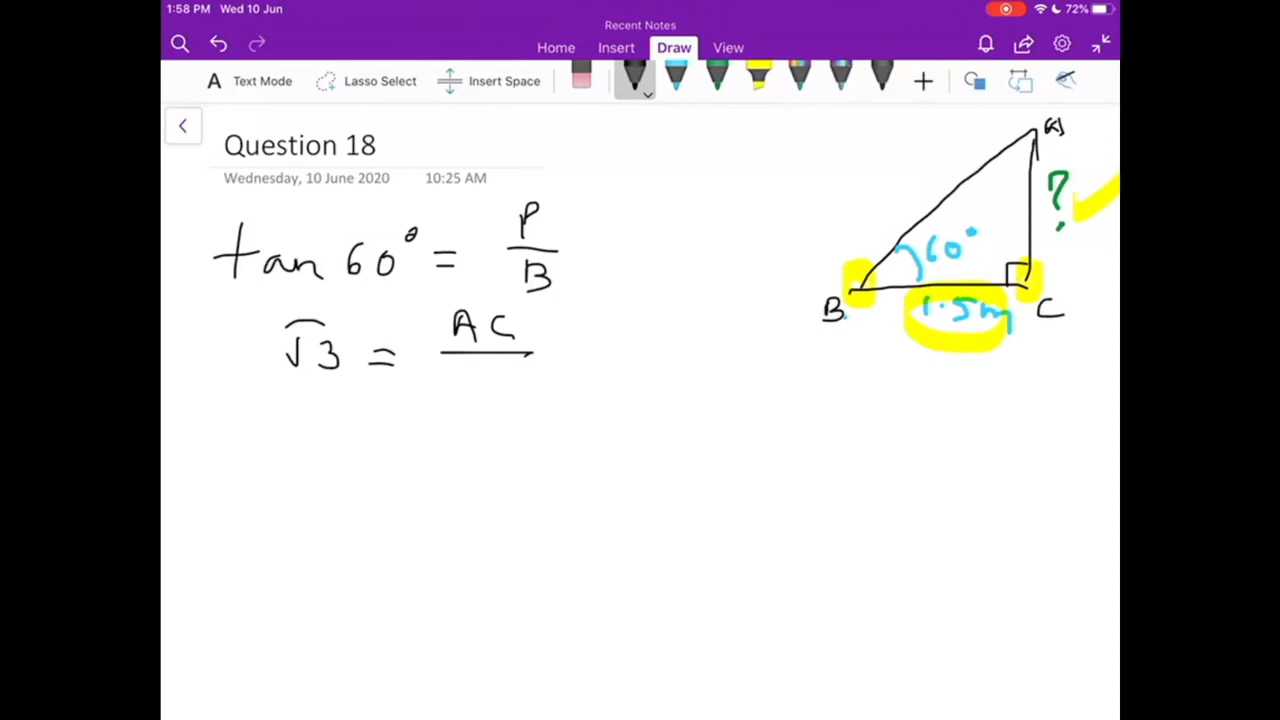 1:58 PM Wed 10 Jun
72%
Recent Notes
Home Insert Draw View
A Text Mode Lasso Select Insert Space
Question 18
Wednesday, 10 June 2020 10:25 AM
tan 60° = P/B
√3 = AC
A
?
60°
B 1.5m C